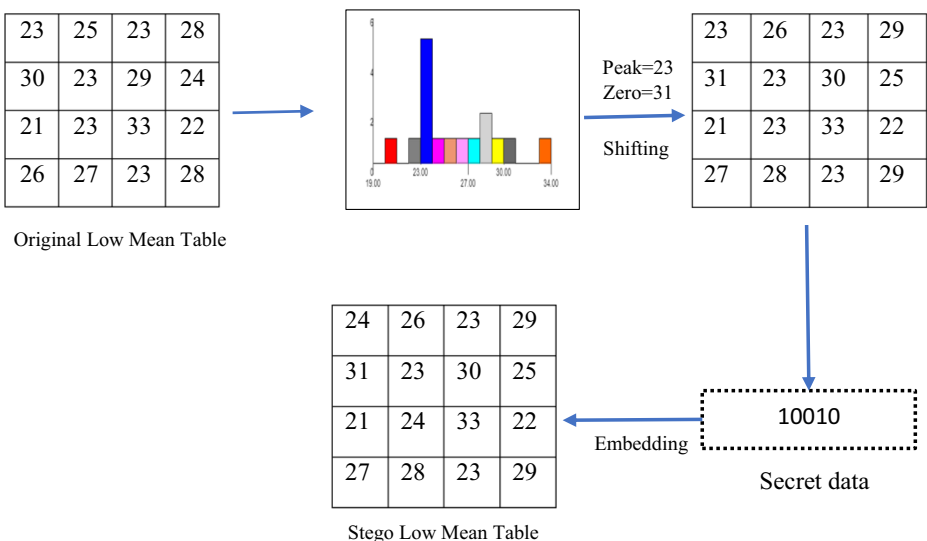 23 25 23 28
30 23 29 24
21 23 33 22
26 27 23 28
Original Low Mean Table
6
4
2
0
19.00 23.00 27.00 30.00 34.00
Peak=23
Zero=31
Shifting
23 26 23 29
31 23 30 25
21 23 33 22
27 28 23 29
10010
Secret data
Embedding
24 26 23 29
31 23 30 25
21 24 33 22
27 28 23 29
Stego Low Mean Table